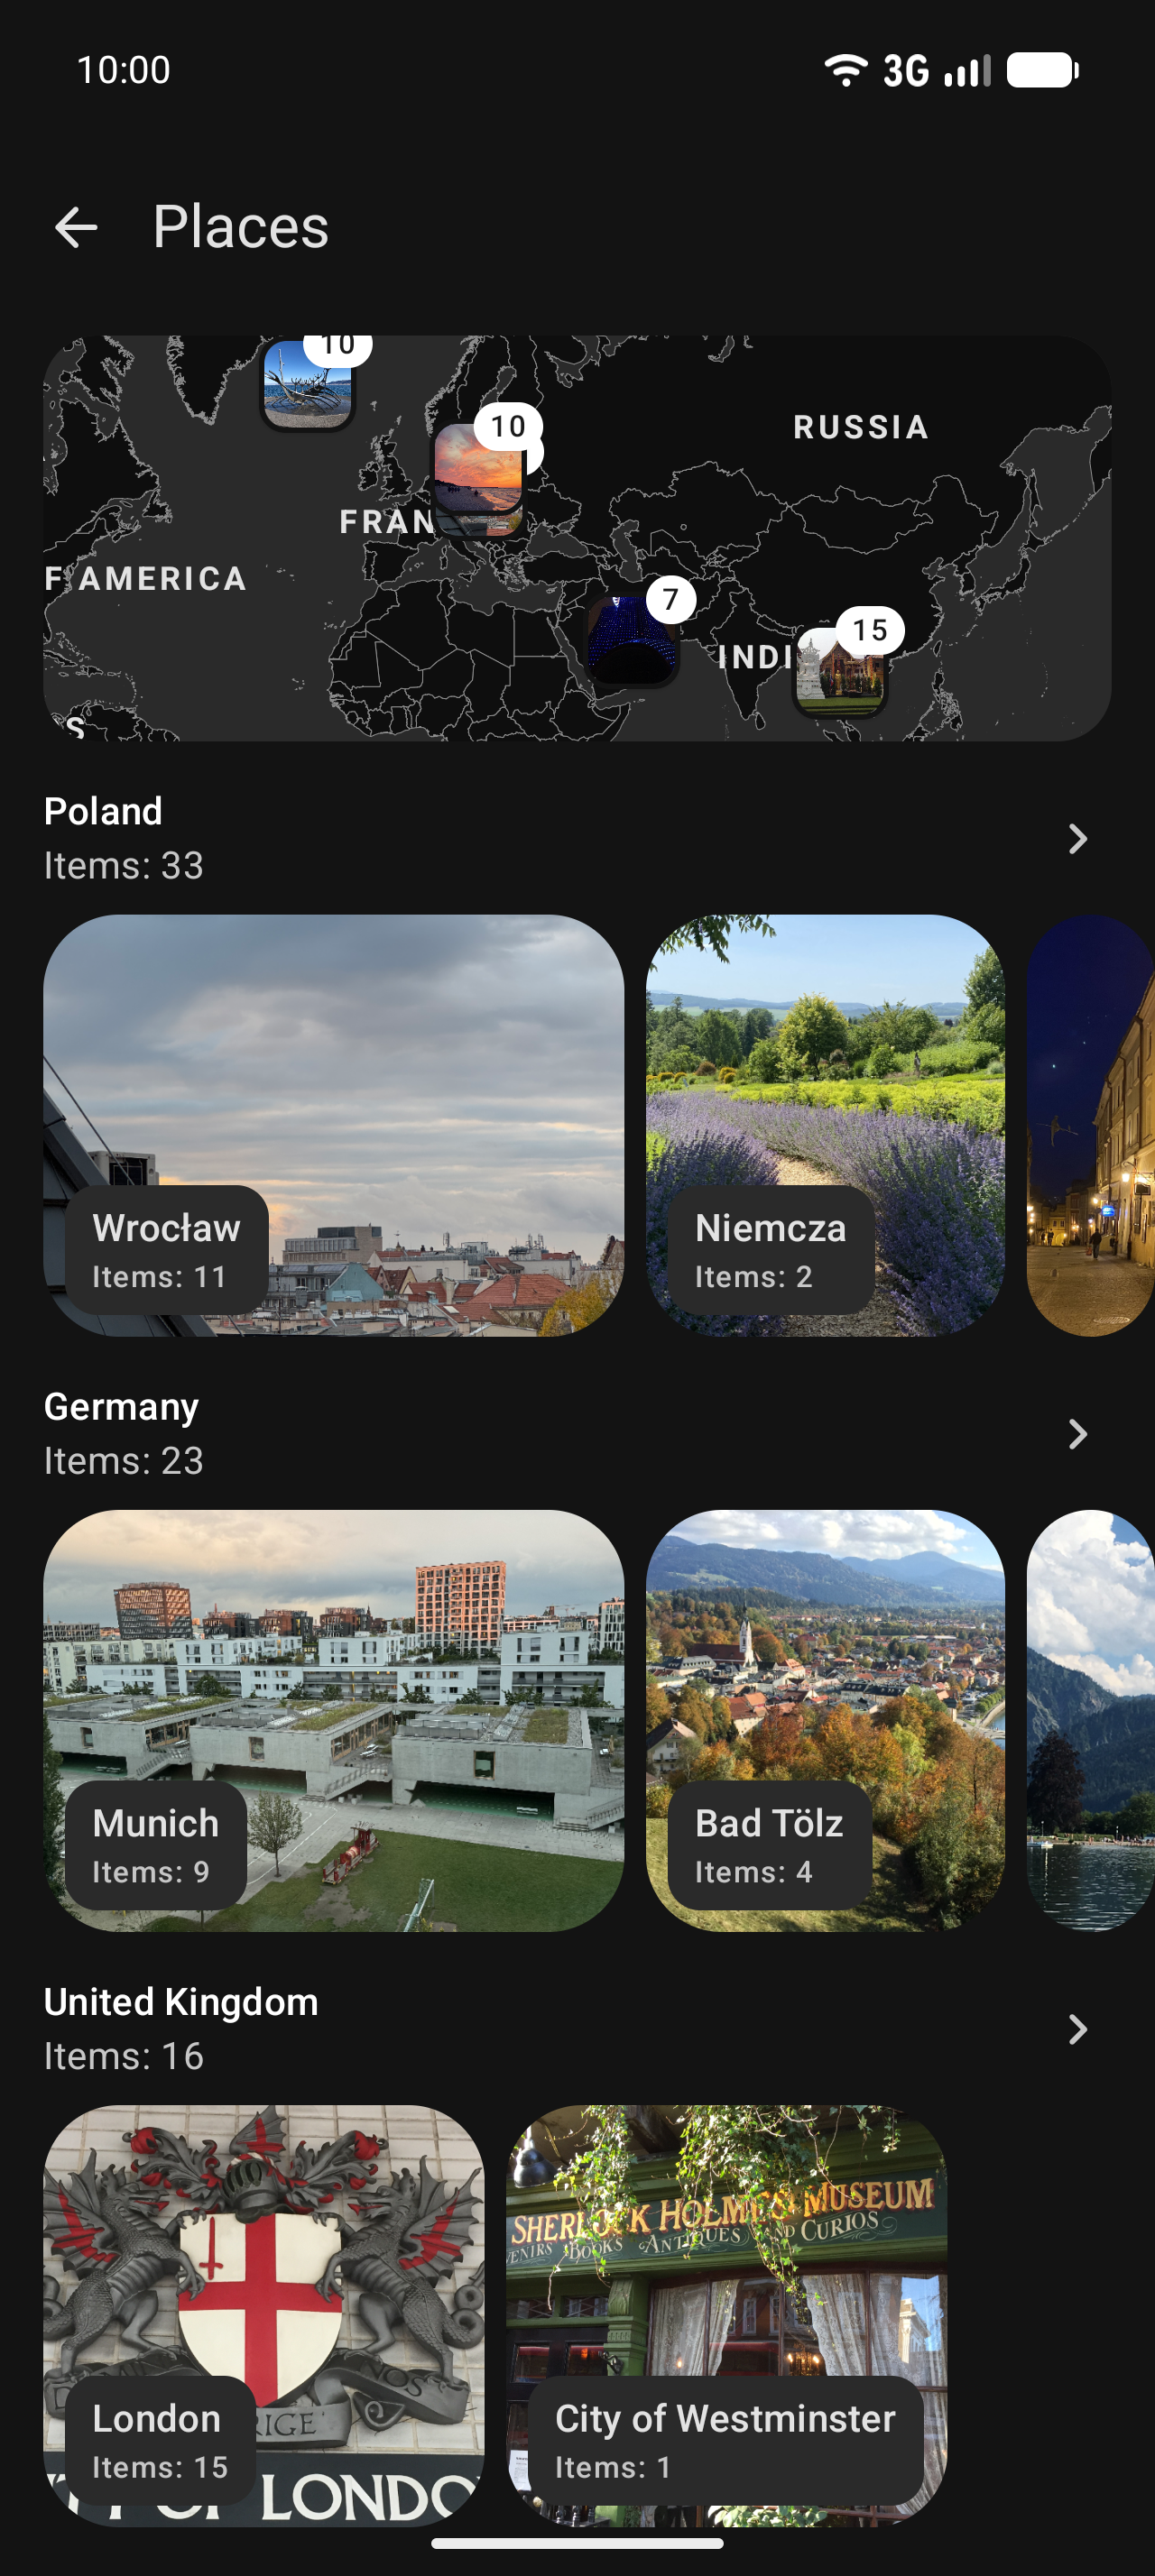 10:00
3G
Places
10
10
RUSSIA
FRAN
F AMERICA
7
15
INDI
S
Poland
Items: 33
Wrocław
Items: 11
Niemcza
Items: 2
Germany
Items: 23
Munich
Items: 9
Bad Tölz
Items: 4
United Kingdom
Items: 16
SHERLOCK HOLMES MUSEUM
BOOKS ANTIQUES AND CURIOS
London
Items: 15
City of Westminster
Items: 1
OF LONDO